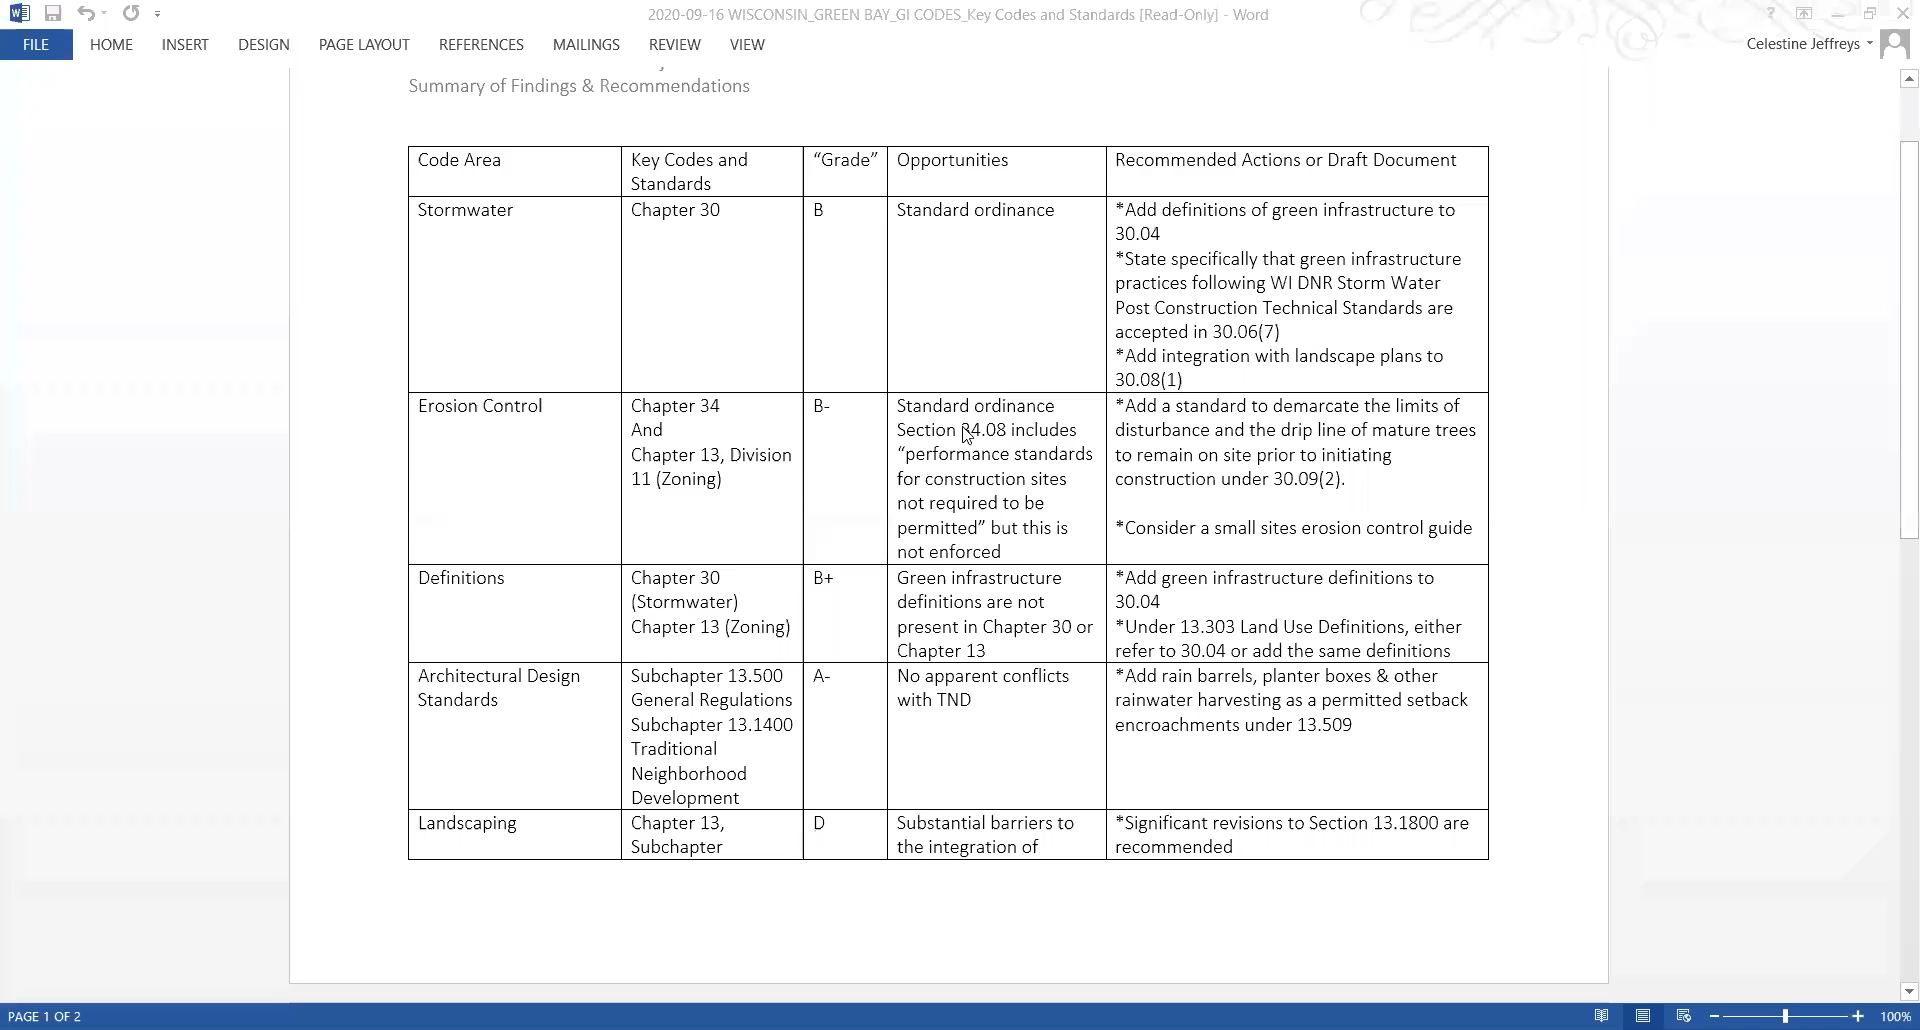 2020-09-16 WISCONSIN_GREEN BAY_GI CODES_Key Codes and Standards [Read-Only] - Word
FILE HOME INSERT DESIGN PAGE LAYOUT REFERENCES MAILINGS REVIEW VIEW
Celestine Jeffreys
Summary of Findings & Recommendations
Code Area
Key Codes and
Standards
“Grade”
Opportunities
Recommended Actions or Draft Document
Stormwater
Chapter 30
B
Standard ordinance
*Add definitions of green infrastructure to
30.04
*State specifically that green infrastructure
practices following WI DNR Storm Water
Post Construction Technical Standards are
accepted in 30.06(7)
*Add integration with landscape plans to
30.08(1)
Erosion Control
Chapter 34
And
Chapter 13, Division
11 (Zoning)
B-
Standard ordinance
Section 34.08 includes
“performance standards
for construction sites
not required to be
permitted” but this is
not enforced
*Add a standard to demarcate the limits of
disturbance and the drip line of mature trees
to remain on site prior to initiating
construction under 30.09(2).
*Consider a small sites erosion control guide
Definitions
Chapter 30
(Stormwater)
Chapter 13 (Zoning)
B+
Green infrastructure
definitions are not
present in Chapter 30 or
Chapter 13
*Add green infrastructure definitions to
30.04
*Under 13.303 Land Use Definitions, either
refer to 30.04 or add the same definitions
Architectural Design
Standards
Subchapter 13.500
General Regulations
Subchapter 13.1400
Traditional
Neighborhood
Development
A-
No apparent conflicts
with TND
*Add rain barrels, planter boxes & other
rainwater harvesting as a permitted setback
encroachments under 13.509
Landscaping
Chapter 13,
Subchapter
D
Substantial barriers to
the integration of
*Significant revisions to Section 13.1800 are
recommended
PAGE 1 OF 2
100%